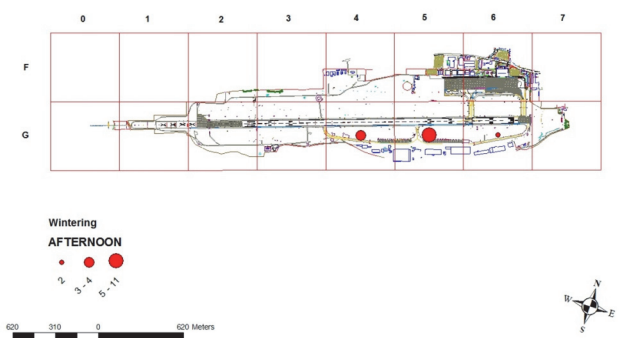 0 1 2 3 4 5 6 7
F
G
Wintering
AFTERNOON
2 3 - 4 5 - 11
N
W E
S
620 310 0 620 Meters